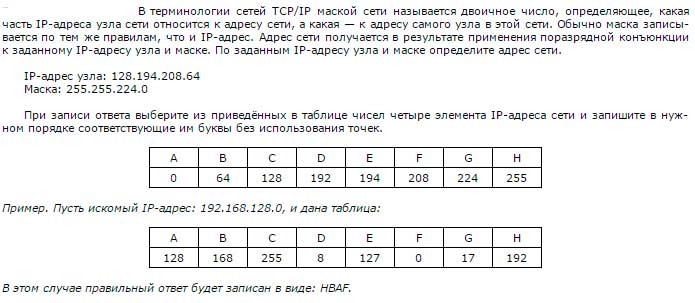 В терминологии сетей TCP/IP маской сети называется двоичное число, определяющее, какая
часть IP-адреса узла сети относится к адресу сети, а какая — к адресу самого узла в этой сети. Обычно маска записы-
вается по тем же правилам, что и IP-адрес. Адрес сети получается в результате применения поразрядной конъюнкции
к заданному IP-адресу узла и маске. По заданным IP-адресу узла и маске определите адрес сети.
IP-адрес узла: 128.194.208.64
Маска: 255.255.224.0
При записи ответа выберите из приведённых в таблице чисел четыре элемента IP-адреса сети и запишите в нуж-
ном порядке соответствующие им буквы без использования точек.
A B C D E F G H
0 64 128 192 194 208 224 255
Пример. Пусть искомый IP-адрес: 192.168.128.0, и дана таблица:
A B C D E F G H
128 168 255 8 127 0 17 192
В этом случае правильный ответ будет записан в виде: HBAF.